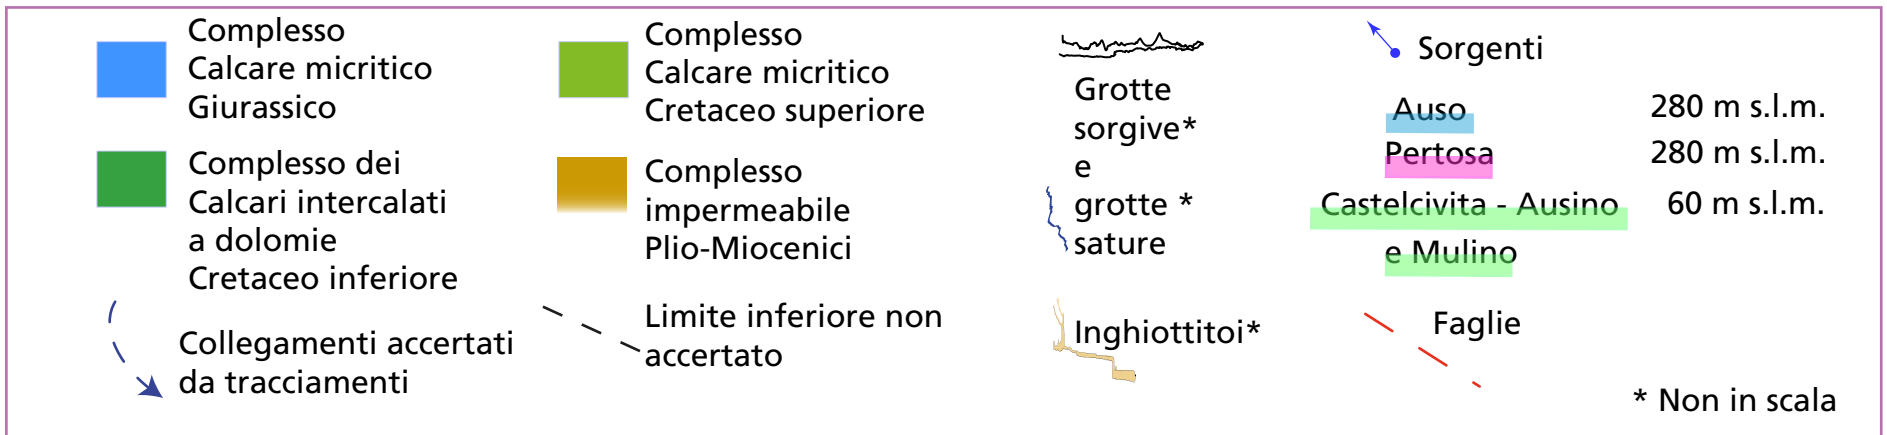 Complesso
Calcare micritico
Giurassico
Complesso dei
Calcari intercalati
a dolomie
Cretaceo inferiore
Collegamenti accertati
da tracciamenti
Complesso
Calcare micritico
Cretaceo superiore
Complesso
impermeabile
Plio-Miocenici
Limite inferiore non
accertato
Grotte
sorgive*
e
grotte *
sature
Inghiottitoi*
Sorgenti
Auso 280 m s.l.m.
Pertosa 280 m s.l.m.
Castelcivita - Ausino 60 m s.l.m.
e Mulino
Faglie
* Non in scala